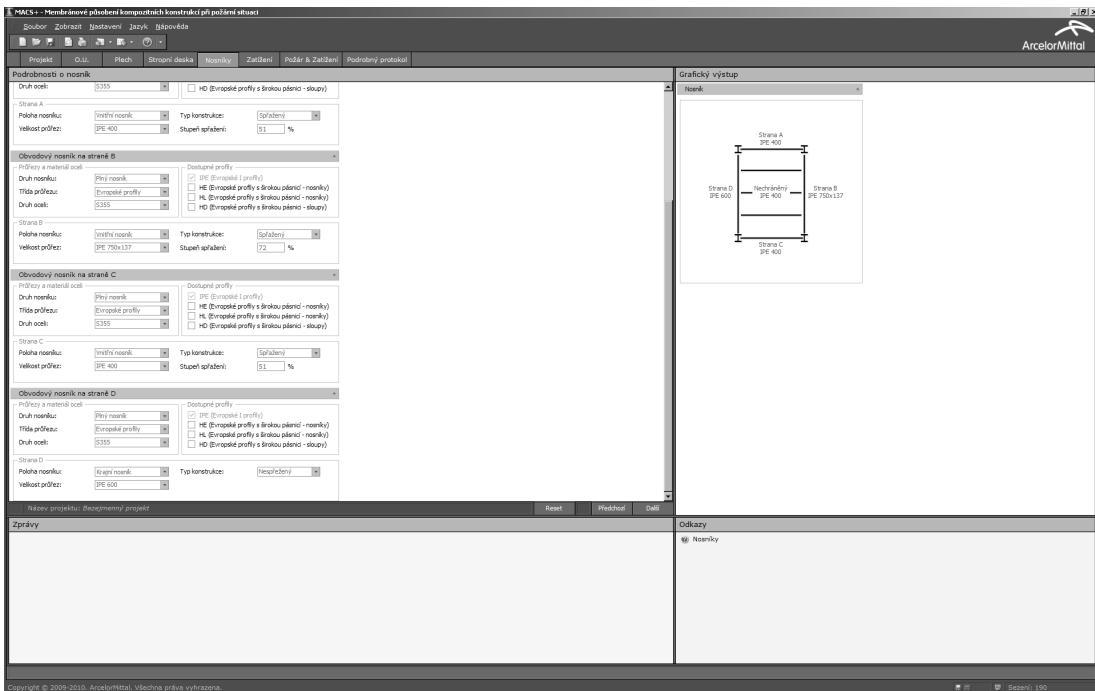 MACS+ - Membránové působení kompozitních konstrukcí při požární situaci
Soubor Zobrazit Nastavení Jazyk Nápověda
ArcelorMittal
Projekt O.U. Plech Stropní deska Nosníky Zatížení Požár & Zatížení Podrobný protokol
Podrobnosti o nosník
Druh oceli: S355 HD (Evropské profily s širokou pásnicí - sloupy)
Strana A
Poloha nosníku: Vnitřní nosník Typ konstrukce: Spřažený
Velikost průřez: IPE 400 Stupeň spřažení: 51 %
Obvodový nosník na straně B
Průřezy a materiál oceli Dostupné profily
Druh nosníku: Plný nosník IPE (Evropské I profily)
Třída průřezu: Evropské profily HE (Evropské profily s širokou pásnicí - nosníky)
HL (Evropské profily s širokou pásnicí - nosníky)
Druh oceli: S355 HD (Evropské profily s širokou pásnicí - sloupy)
Strana B
Poloha nosníku: Vnitřní nosník Typ konstrukce: Spřažený
Velikost průřez: IPE 750x137 Stupeň spřažení: 72 %
Obvodový nosník na straně C
Průřezy a materiál oceli Dostupné profily
Druh nosníku: Plný nosník IPE (Evropské I profily)
Třída průřezu: Evropské profily HE (Evropské profily s širokou pásnicí - nosníky)
HL (Evropské profily s širokou pásnicí - nosníky)
Druh oceli: S355 HD (Evropské profily s širokou pásnicí - sloupy)
Strana C
Poloha nosníku: Vnitřní nosník Typ konstrukce: Spřažený
Velikost průřez: IPE 400 Stupeň spřažení: 51 %
Obvodový nosník na straně D
Průřezy a materiál oceli Dostupné profily
Druh nosníku: Plný nosník IPE (Evropské I profily)
Třída průřezu: Evropské profily HE (Evropské profily s širokou pásnicí - nosníky)
HL (Evropské profily s širokou pásnicí - nosníky)
Druh oceli: S355 HD (Evropské profily s širokou pásnicí - sloupy)
Strana D
Poloha nosníku: Krajní nosník Typ konstrukce: Nespřežený
Velikost průřez: IPE 600
Název projektu: Bezejmenný projekt Reset Předchozí Další
Grafický výstup
Nosník
Strana A
IPE 400
Strana D Nechráněný Strana B
IPE 600 IPE 400 IPE 750x137
Strana C
IPE 400
Zprávy
Odkazy
Nosníky
Copyright © 2009-2010. ArcelorMittal. Všechna práva vyhrazena. Sezení: 190